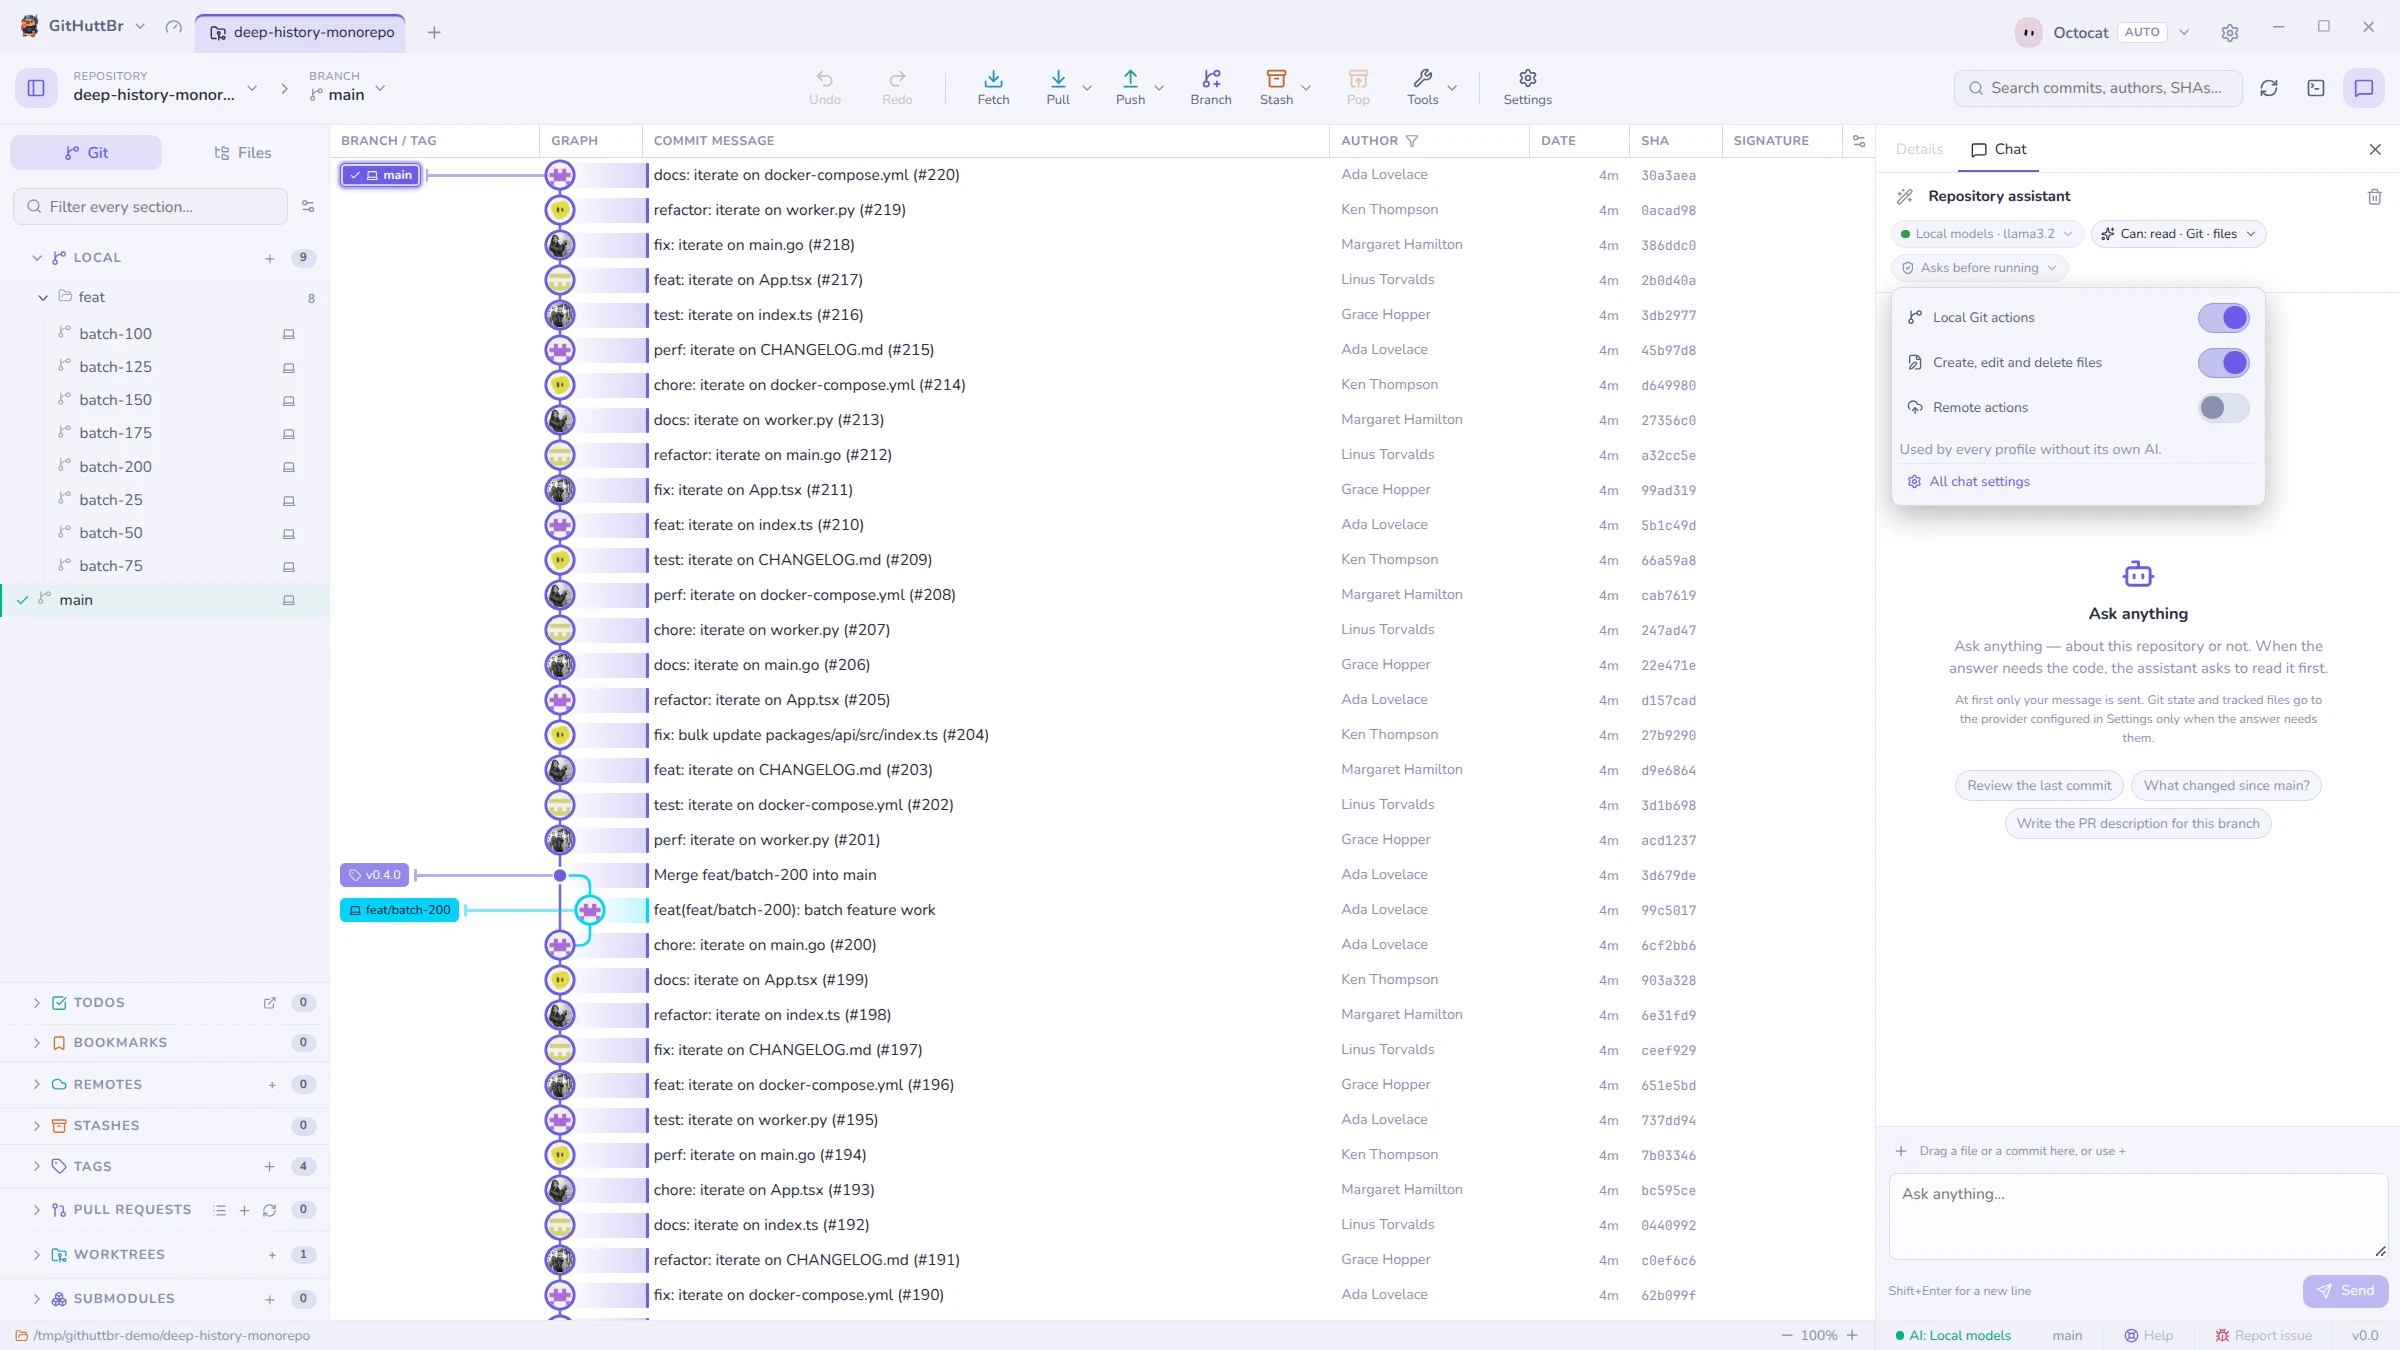 GitHuttBr
deep-history-monorepo
Octocat AUTO
REPOSITORY
deep-history-monor...
BRANCH
main
Undo Redo Fetch Pull Push Branch Stash Pop Tools Settings
Search commits, authors, SHAs...
Git Files
Filter every section...
LOCAL 9
feat 8
batch-100
batch-125
batch-150
batch-175
batch-200
batch-25
batch-50
batch-75
main
TODOS 0
BOOKMARKS 0
REMOTES 0
STASHES 0
TAGS 4
PULL REQUESTS 0
WORKTREES 1
SUBMODULES 0
BRANCH / TAG GRAPH COMMIT MESSAGE AUTHOR DATE SHA SIGNATURE
main docs: iterate on docker-compose.yml (#220) Ada Lovelace 4m 30a3aea
refactor: iterate on worker.py (#219) Ken Thompson 4m 0acad98
fix: iterate on main.go (#218) Margaret Hamilton 4m 386ddc0
feat: iterate on App.tsx (#217) Linus Torvalds 4m 2b0d40a
test: iterate on index.ts (#216) Grace Hopper 4m 3db2977
perf: iterate on CHANGELOG.md (#215) Ada Lovelace 4m 45b97d8
chore: iterate on docker-compose.yml (#214) Ken Thompson 4m d649980
docs: iterate on worker.py (#213) Margaret Hamilton 4m 27356c0
refactor: iterate on main.go (#212) Linus Torvalds 4m a32cc5e
fix: iterate on App.tsx (#211) Grace Hopper 4m 99ad319
feat: iterate on index.ts (#210) Ada Lovelace 4m 5b1c49d
test: iterate on CHANGELOG.md (#209) Ken Thompson 4m 66a59a8
perf: iterate on docker-compose.yml (#208) Margaret Hamilton 4m cab7619
chore: iterate on worker.py (#207) Linus Torvalds 4m 247ad47
docs: iterate on main.go (#206) Grace Hopper 4m 22e471e
refactor: iterate on App.tsx (#205) Ada Lovelace 4m d157cad
fix: bulk update packages/api/src/index.ts (#204) Ken Thompson 4m 27b9290
feat: iterate on CHANGELOG.md (#203) Margaret Hamilton 4m d9e6864
test: iterate on docker-compose.yml (#202) Linus Torvalds 4m 3d1b698
perf: iterate on worker.py (#201) Grace Hopper 4m acd1237
v0.4.0 Merge feat/batch-200 into main Ada Lovelace 4m 3d679de
feat/batch-200 feat(feat/batch-200): batch feature work Ada Lovelace 4m 99c5017
chore: iterate on main.go (#200) Ada Lovelace 4m 6cf2bb6
docs: iterate on App.tsx (#199) Ken Thompson 4m 903a328
refactor: iterate on index.ts (#198) Margaret Hamilton 4m 6e31fd9
fix: iterate on CHANGELOG.md (#197) Linus Torvalds 4m ceef929
feat: iterate on docker-compose.yml (#196) Grace Hopper 4m 651e5bd
test: iterate on worker.py (#195) Ada Lovelace 4m 737dd94
perf: iterate on main.go (#194) Ken Thompson 4m 7b03346
chore: iterate on App.tsx (#193) Margaret Hamilton 4m bc595ce
docs: iterate on index.ts (#192) Linus Torvalds 4m 0440992
refactor: iterate on CHANGELOG.md (#191) Grace Hopper 4m c0ef6c6
fix: iterate on docker-compose.yml (#190) Ada Lovelace 4m 62b099f
Details Chat
Repository assistant
Local models · llama3.2 Can: read · Git · files
Asks before running
Local Git actions
Create, edit and delete files
Remote actions
Used by every profile without its own AI.
All chat settings
Ask anything
Ask anything — about this repository or not. When the
answer needs the code, the assistant asks to read it first.
At first only your message is sent. Git state and tracked files go to
the provider configured in Settings only when the answer needs
them.
Review the last commit What changed since main?
Write the PR description for this branch
Drag a file or a commit here, or use +
Ask anything...
Shift+Enter for a new line Send
/tmp/githuttbr-demo/deep-history-monorepo 100% AI: Local models main Help Report issue v0.0